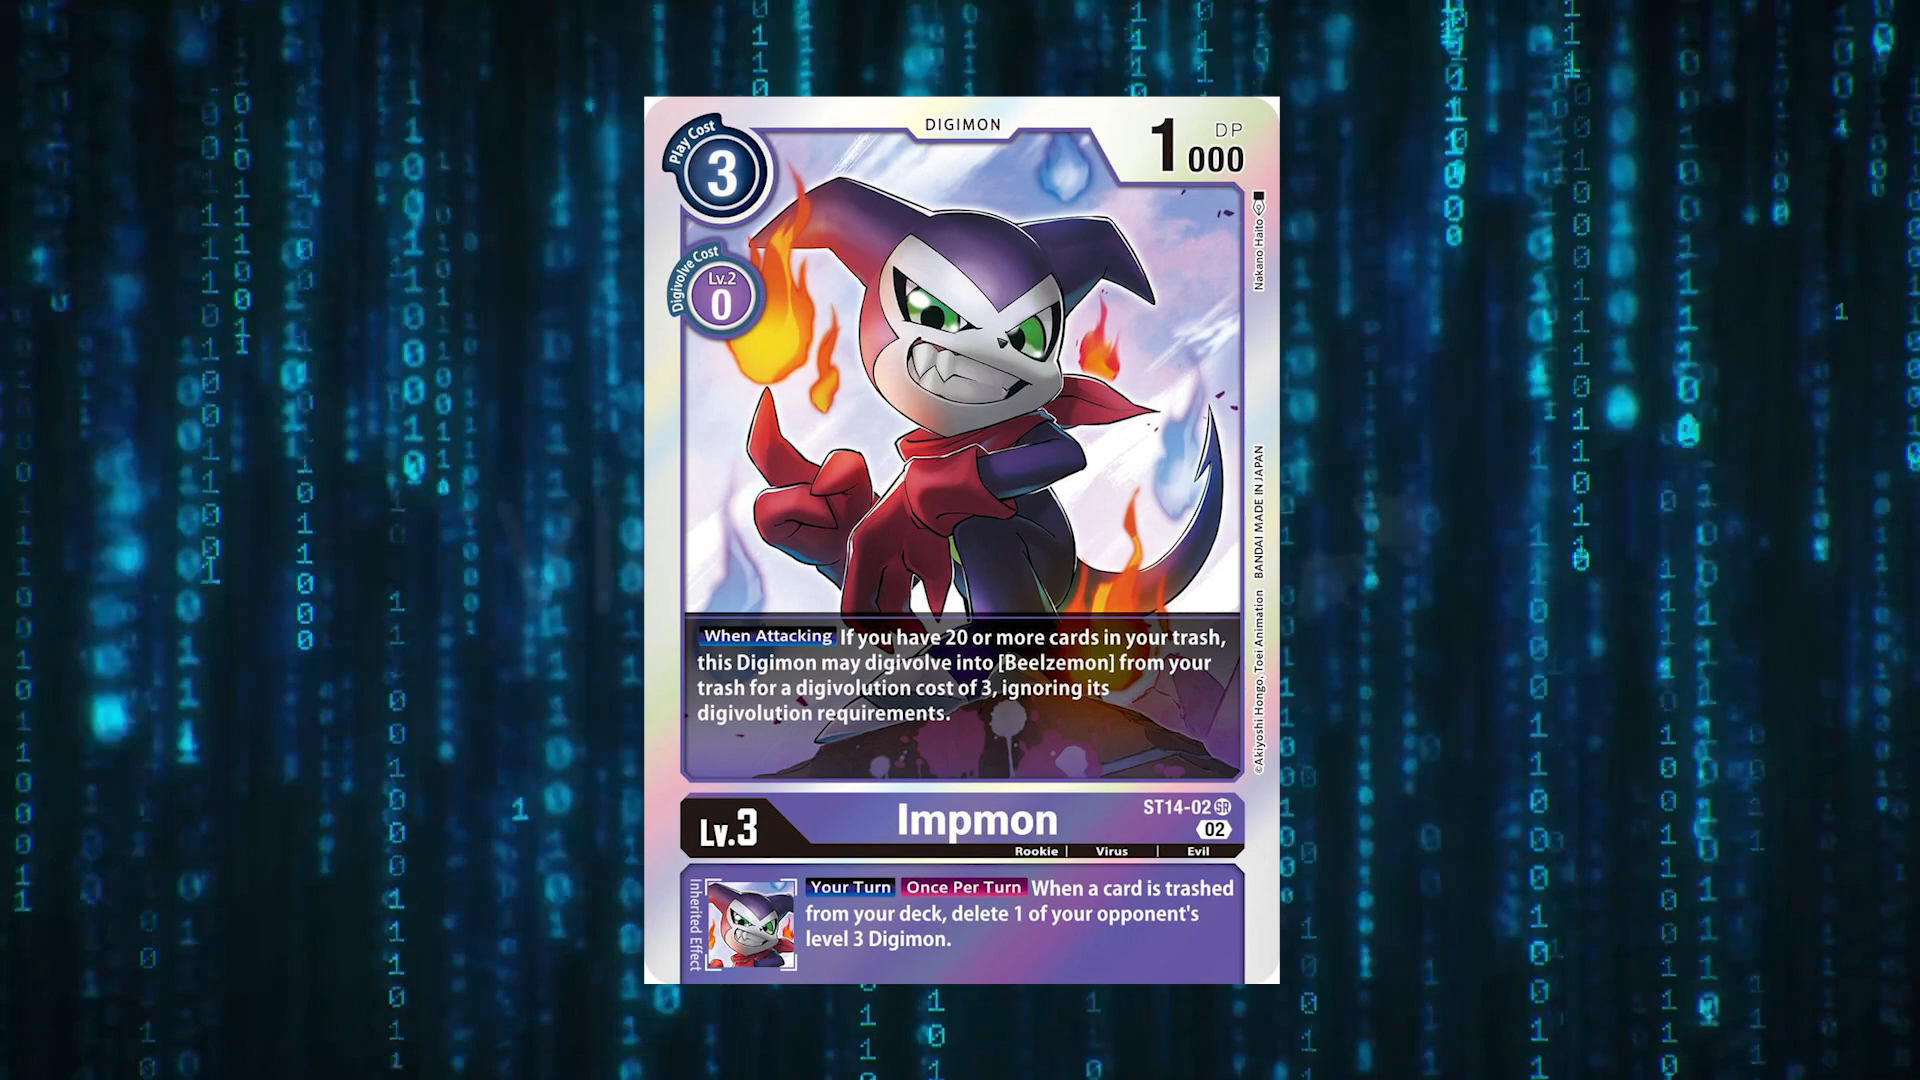 DIGIMON
Play Cost
3
1000
DP
Digivolve Cost
Lv.2
0
Nakano Haito
BANDAI MADE IN JAPAN
©Akiyoshi Hongo, Toei Animation
When Attacking If you have 20 or more cards in your trash,
this Digimon may digivolve into [Beelzemon] from your
trash for a digivolution cost of 3, ignoring its
digivolution requirements.
Lv.3
Impmon
ST14-02 SR
02
Rookie | Virus | Evil
Inherited Effect
Your Turn Once Per Turn When a card is trashed
from your deck, delete 1 of your opponent's
level 3 Digimon.